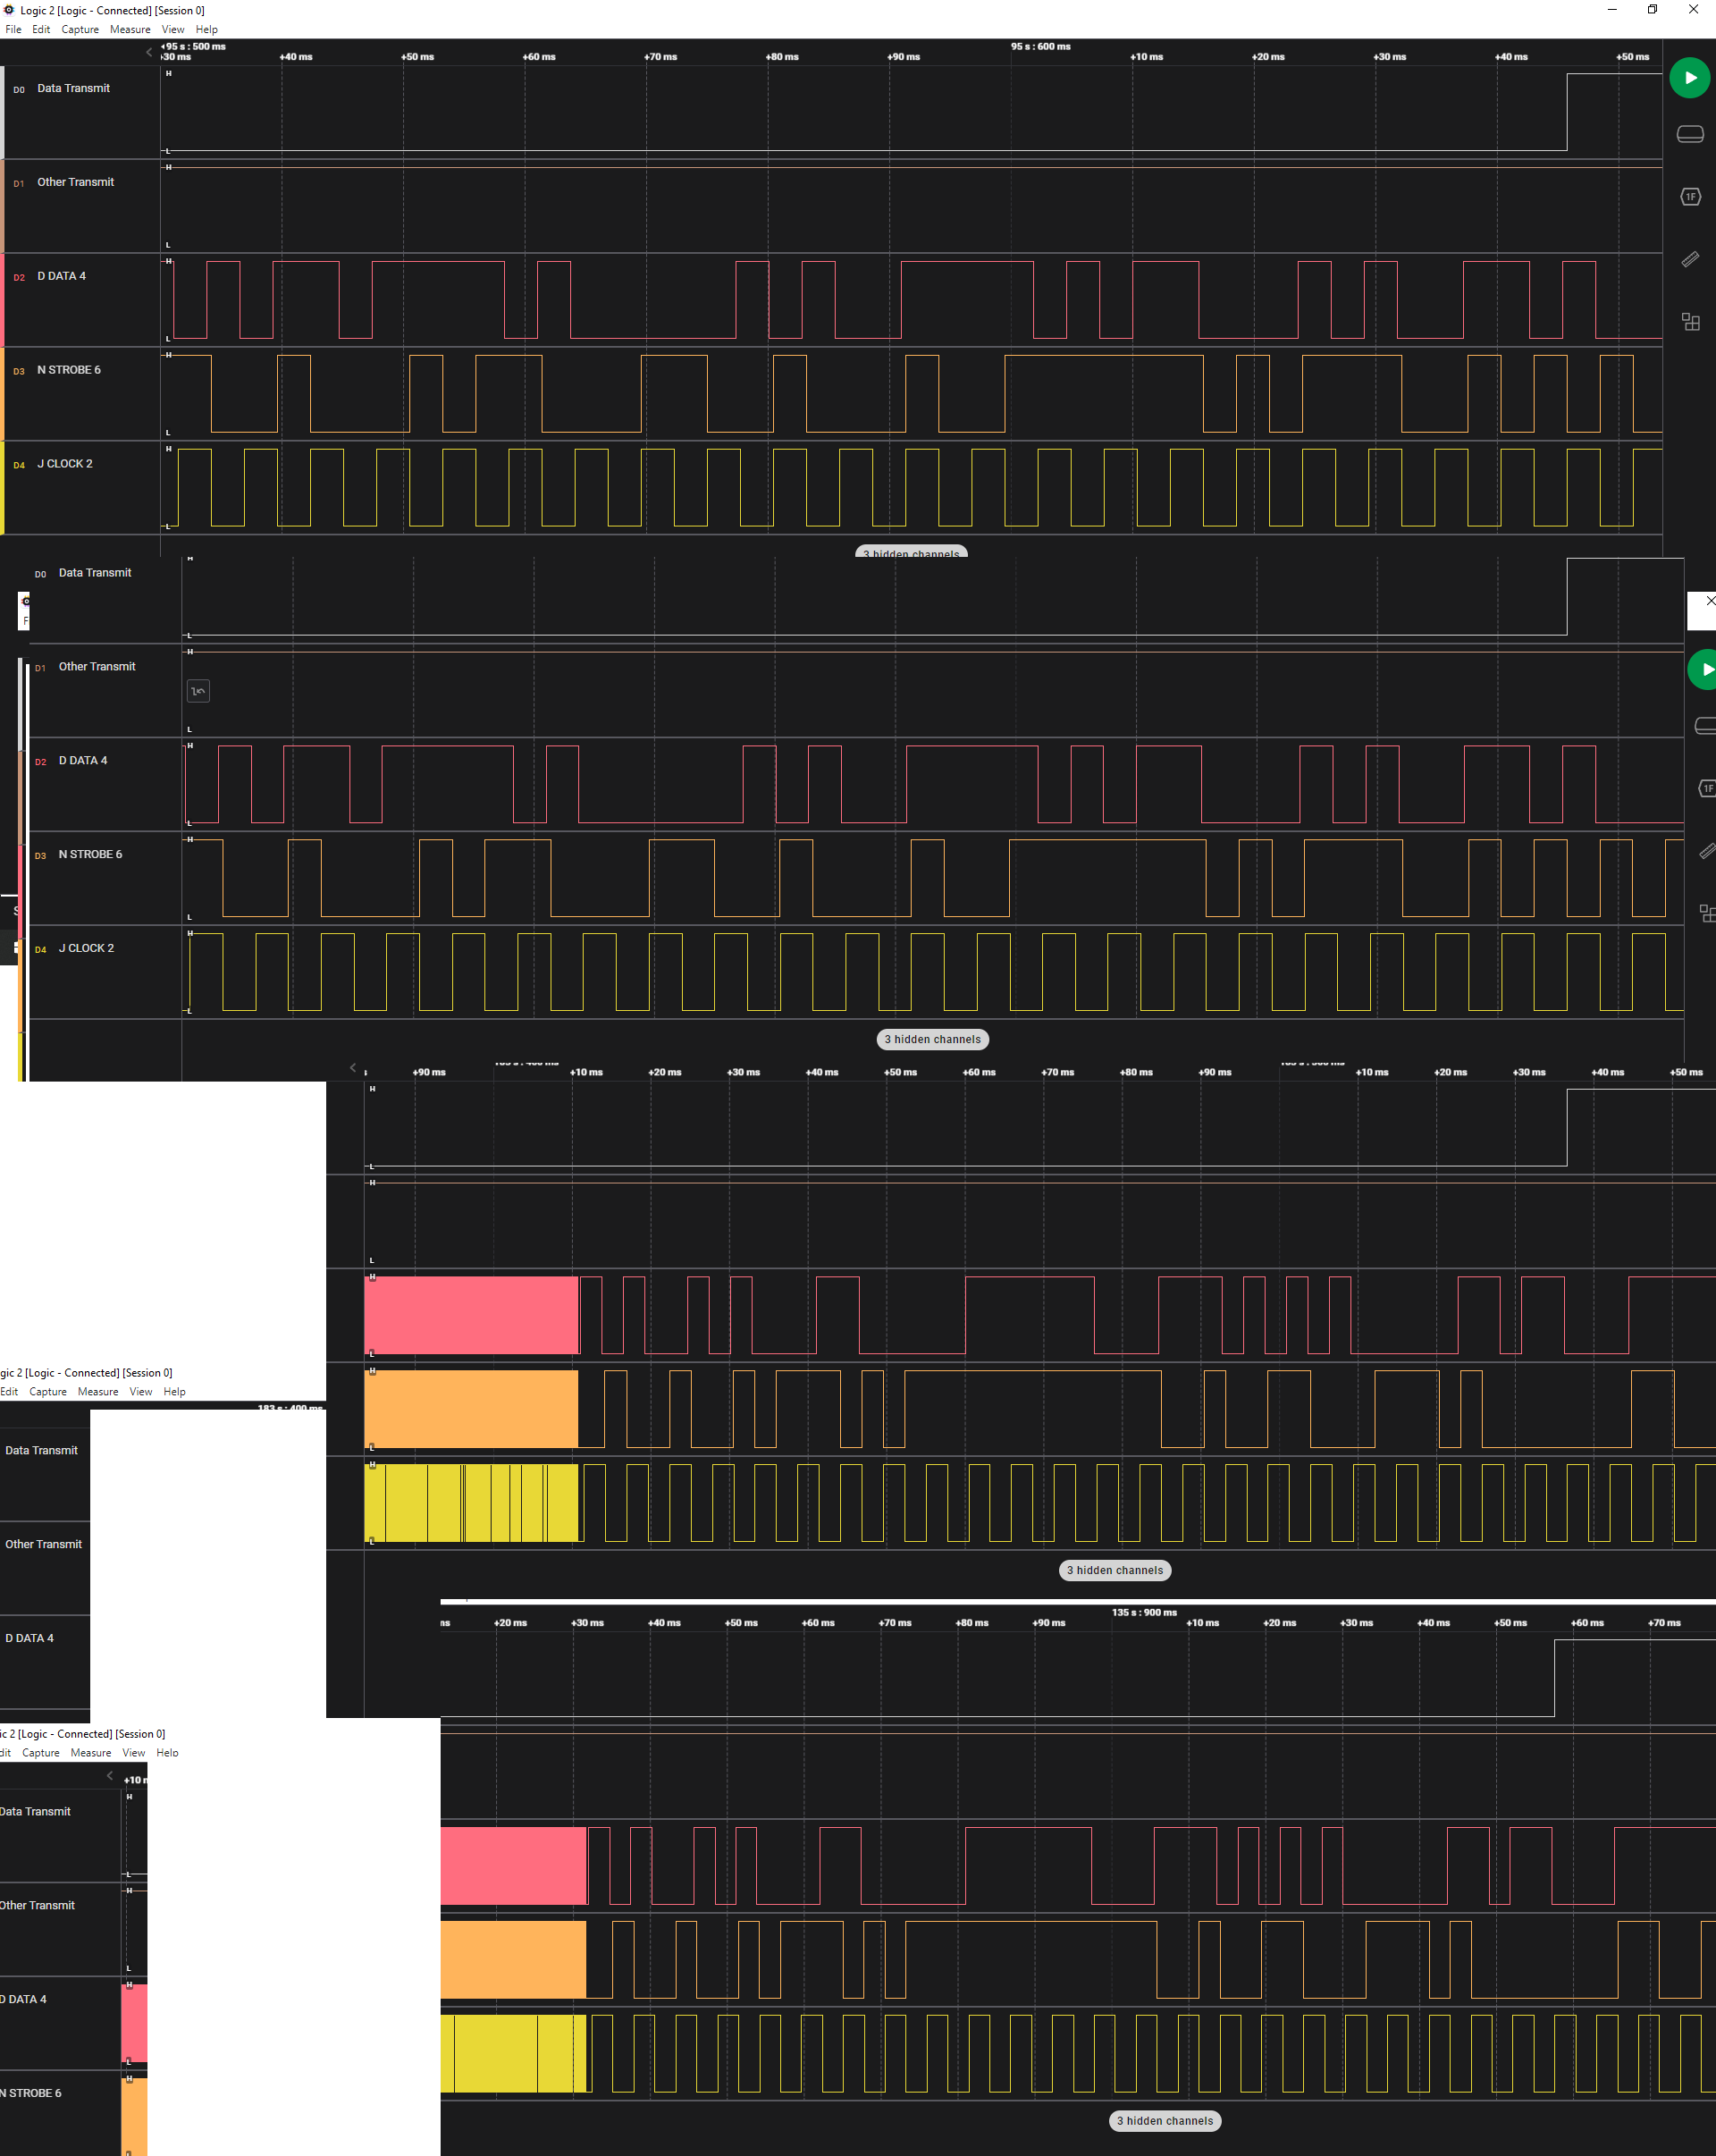 Logic 2 [Logic - Connected] [Session 0]
File Edit Capture Measure View Help
95 s : 500 ms 95 s : 600 ms
+30 ms +40 ms +50 ms +60 ms +70 ms +80 ms +90 ms +10 ms +20 ms +30 ms +40 ms +50 ms
H
D0 Data Transmit
L
H
D1 Other Transmit
1F
L
H
D2 D DATA 4
L
H
D3 N STROBE 6
L
H
D4 J CLOCK 2
L
3 hidden channels
H
D0 Data Transmit
F
L
H
D1 Other Transmit
L
H
D2 D DATA 4
1F
L
H
D3 N STROBE 6
L
H
D4 J CLOCK 2
L
3 hidden channels
+90 ms +10 ms +20 ms +30 ms +40 ms +50 ms +60 ms +70 ms +80 ms +90 ms +10 ms +20 ms +30 ms +40 ms +50 ms
H
L
H
L
H
L
gic 2 [Logic - Connected] [Session 0]
H
Edit Capture Measure View Help
183 s : 400 ms
Data Transmit
L
H
Other Transmit
L
3 hidden channels
135 s : 900 ms
ms +20 ms +30 ms +40 ms +50 ms +60 ms +70 ms +80 ms +90 ms +10 ms +20 ms +30 ms +40 ms +50 ms +60 ms +70 ms
D DATA 4
ic 2 [Logic - Connected] [Session 0]
dit Capture Measure View Help
+10 m
H
Data Transmit
L
H
Other Transmit
L
H
D DATA 4
L
H
N STROBE 6
3 hidden channels
L